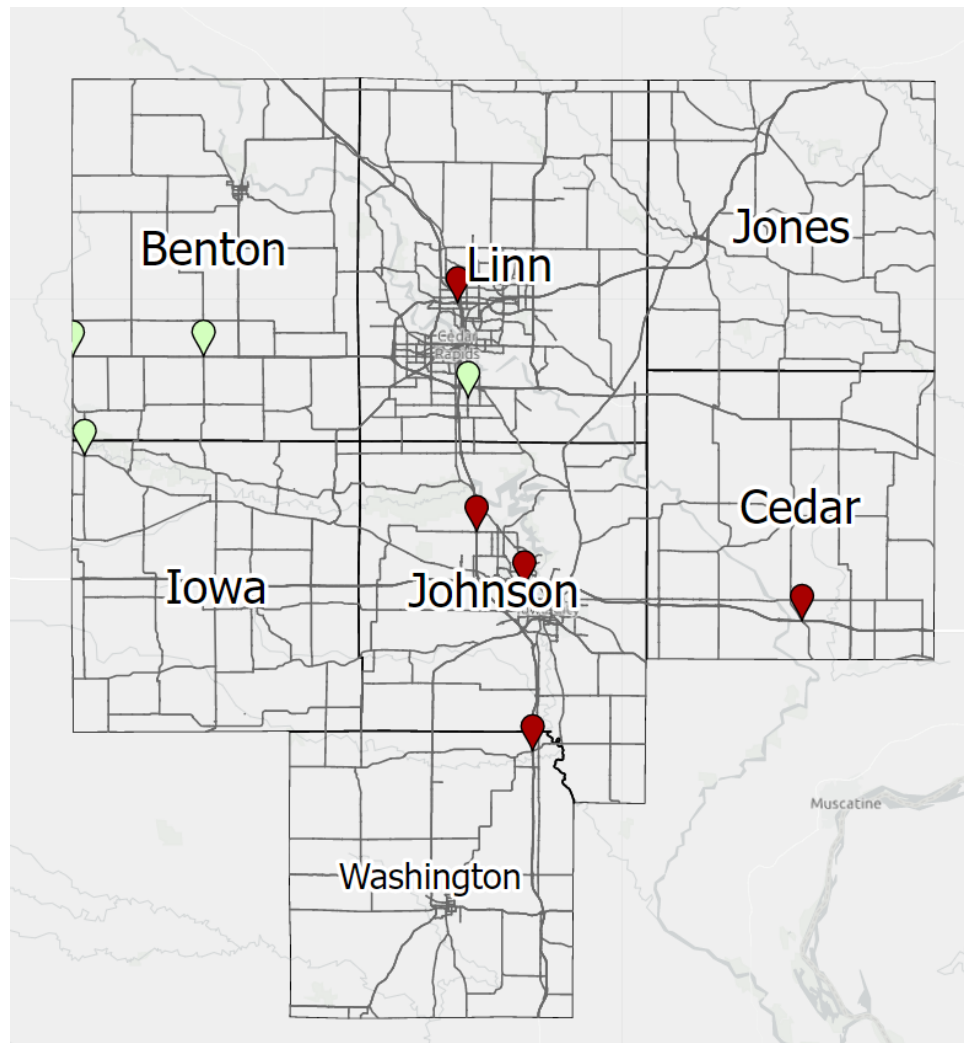 Jones
Benton
Linn
Cedar
Rapids
Cedar
Iowa
Johnson
Muscatine
Washington